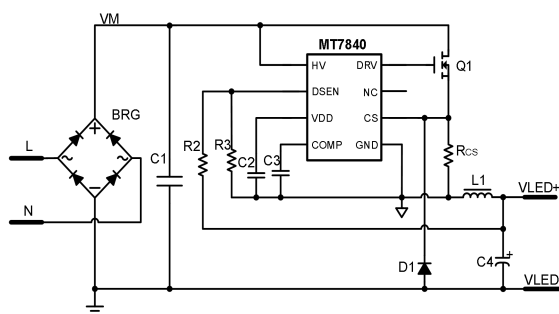 VM
MT7840
HV
DRV
Q1
DSEN
NC
BRG
VDD
CS
R2
R3
L
C1
C2
C3
COMP
GND
RCS
L1
VLED+
N
D1
C4
+
VLED